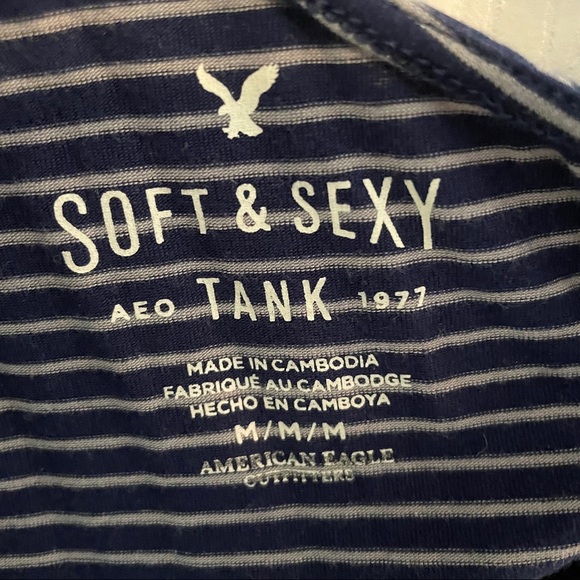 SOFT & SEXY
AEO TANK 1977
MADE IN CAMBODIA
FABRIQUÉ AU CAMBODGE
HECHO EN CAMBOYA
M/M/M
AMERICAN EAGLE
OUTFITTERS